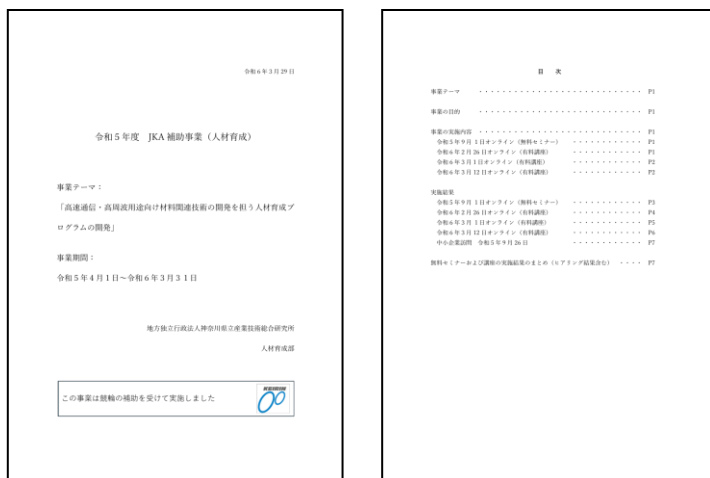 令和6年3月29日
令和5年度 JKA補助事業（人材育成）
事業テーマ：
「高速通信・高周波用途向け材料関連技術の開発を担う人材育成プ
ログラムの開発」
事業期間：
令和5年4月1日～令和6年3月31日
地方独立行政法人神奈川県立産業技術総合研究所
人材育成部
この事業は競輪の補助を受けて実施しました
目 次
事業テーマ ・・・・・・・・・・・・・・・・・・・・・・・・・・・ P1
事業の目的 ・・・・・・・・・・・・・・・・・・・・・・・・・・・ P1
事業の実施内容 ・・・・・・・・・・・・・・・・・・・・・・・・・・・ P1
令和5年9月 1日オンライン（無料セミナー） ・・・・・・・・・・・・ P1
令和6年2月26日オンライン（有料講座） ・・・・・・・・・・・・ P1
令和6年3月1日オンライン（有料講座） ・・・・・・・・・・・・ P2
令和6年3月12日オンライン（有料講座） ・・・・・・・・・・・・ P2
実施結果
令和5年9月 1日オンライン（無料セミナー） ・・・・・・・・・・・・ P3
令和6年2月26日オンライン（有料講座） ・・・・・・・・・・・・ P4
令和6年3月 1日オンライン（有料講座） ・・・・・・・・・・・・ P5
令和6年3月12日オンライン（有料講座） ・・・・・・・・・・・・ P6
中小企業訪問 令和5年9月26日 ・・・・・・・・・・・・ P7
無料セミナーおよび講座の実施結果のまとめ（ヒアリング結果含む） ・・・・ P7